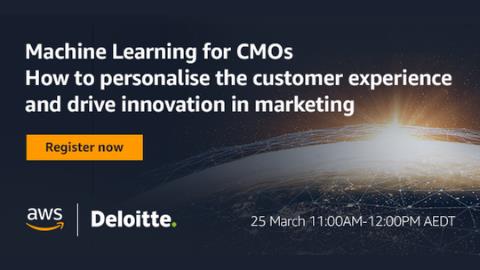 Machine Learning for CMOs
How to personalise the customer experience
and drive innovation in marketing
Register now
aws
Deloitte.
25 March 11:00AM-12:00PM AEDT